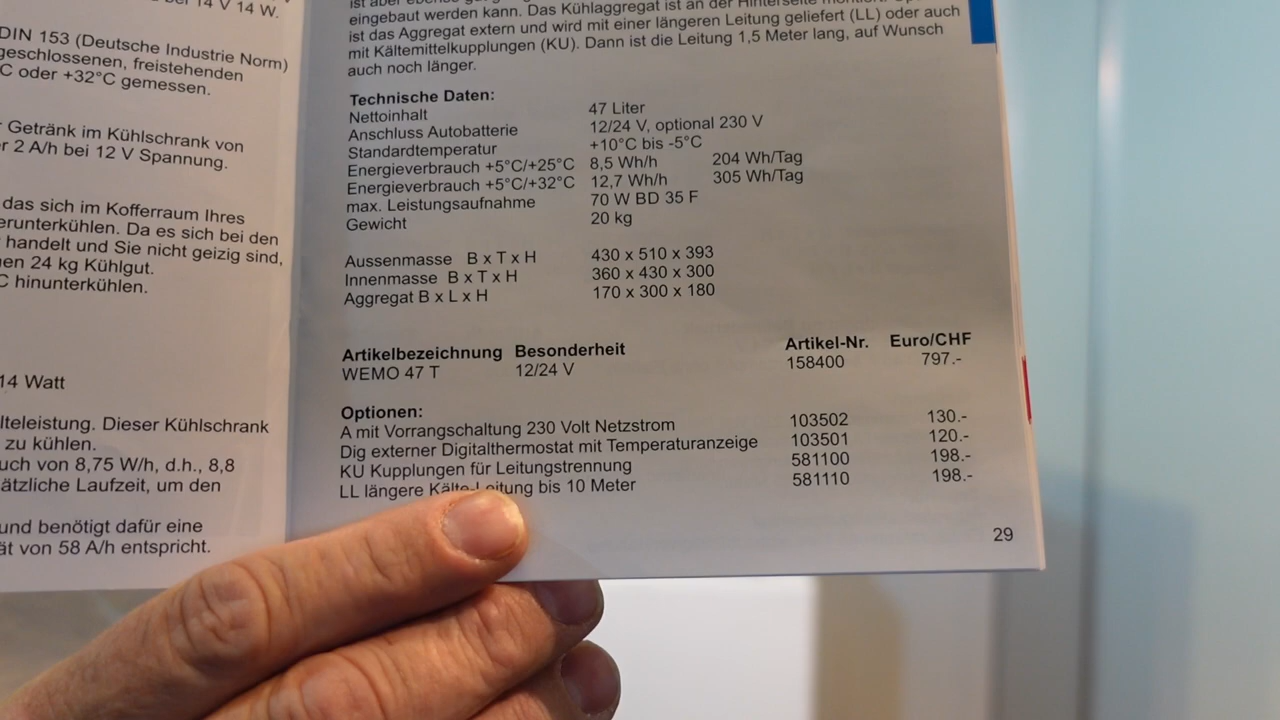 14 V 14 W.
DIN 153 (Deutsche Industrie Norm)
geschlossenen, freistehenden
C oder +32°C gemessen.
Getränk im Kühlschrank von
r 2 A/h bei 12 V Spannung.
das sich im Kofferraum Ihres
erunterkühlen. Da es sich bei den
handelt und Sie nicht geizig sind,
en 24 kg Kühlgut.
C hinunterkühlen.
14 Watt
lteleistung. Dieser Kühlschrank
zu kühlen.
uch von 8,75 W/h, d.h., 8,8
ätzliche Laufzeit, um den
und benötigt dafür eine
ät von 58 A/h entspricht.
eingebaut werden kann. Das Kühlaggregat ist an der Hinterseite montiert.
ist das Aggregat extern und wird mit einer längeren Leitung geliefert (LL) oder auch
mit Kältemittelkupplungen (KU). Dann ist die Leitung 1,5 Meter lang, auf Wunsch
auch noch länger.
Technische Daten:
Nettoinhalt 47 Liter
Anschluss Autobatterie 12/24 V, optional 230 V
Standardtemperatur +10°C bis -5°C
Energieverbrauch +5°C/+25°C 8,5 Wh/h 204 Wh/Tag
Energieverbrauch +5°C/+32°C 12,7 Wh/h 305 Wh/Tag
max. Leistungsaufnahme 70 W BD 35 F
Gewicht 20 kg
Aussenmasse B x T x H 430 x 510 x 393
Innenmasse B x T x H 360 x 430 x 300
Aggregat B x L x H 170 x 300 x 180
Artikelbezeichnung Besonderheit Artikel-Nr. Euro/CHF
WEMO 47 T 12/24 V 158400 797.-
Optionen:
A mit Vorrangschaltung 230 Volt Netzstrom 103502 130.-
Dig externer Digitalthermostat mit Temperaturanzeige 103501 120.-
KU Kupplungen für Leitungstrennung 581100 198.-
LL längere Kälte-Leitung bis 10 Meter 581110 198.-
29